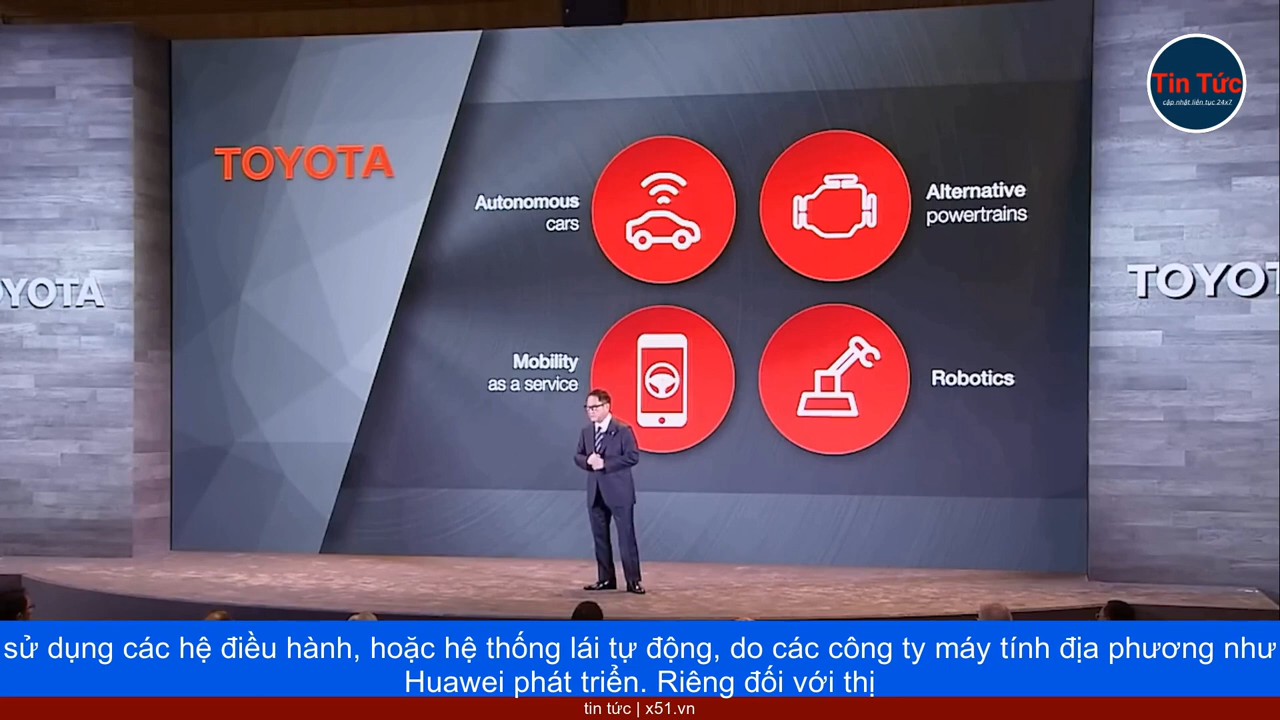 Tin Tức
cập nhật liên tục 24x7
TOYOTA
Autonomous
cars
Alternative
powertrains
YOTA
TOYOT
Mobility
as a service
Robotics
sử dụng các hệ điều hành, hoặc hệ thống lái tự động, do các công ty máy tính địa phương như
Huawei phát triển. Riêng đối với thị
tin tức | x51.vn